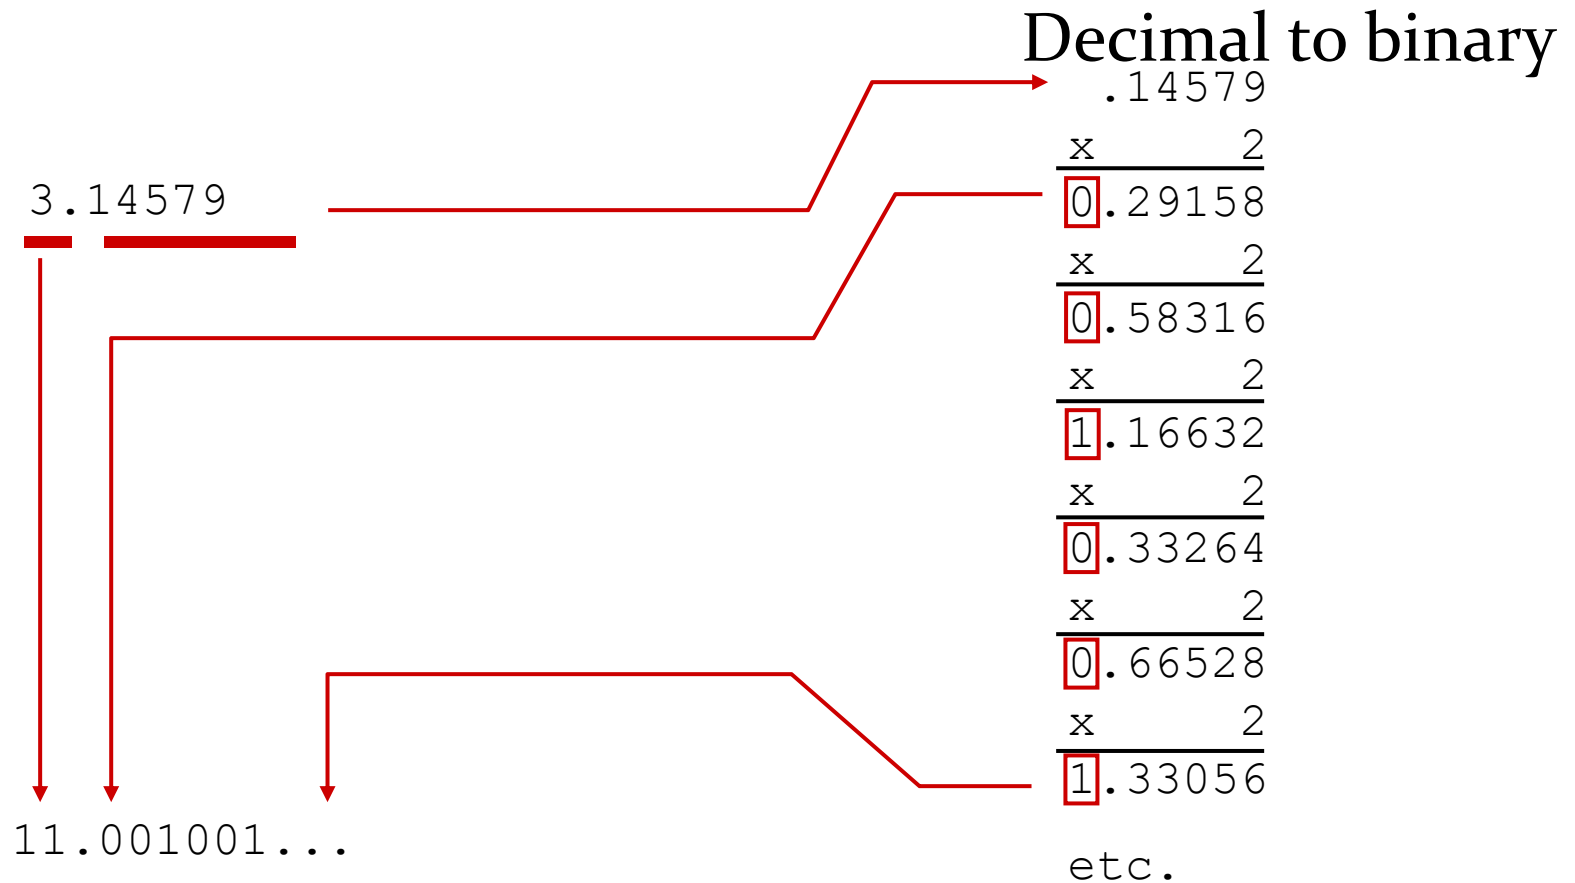 Decimal to binary
.14579
x 2
3.14579
0.29158
x 2
0.58316
x 2
1.16632
x 2
0.33264
x 2
0.66528
x 2
1.33056
11.001001...
etc.